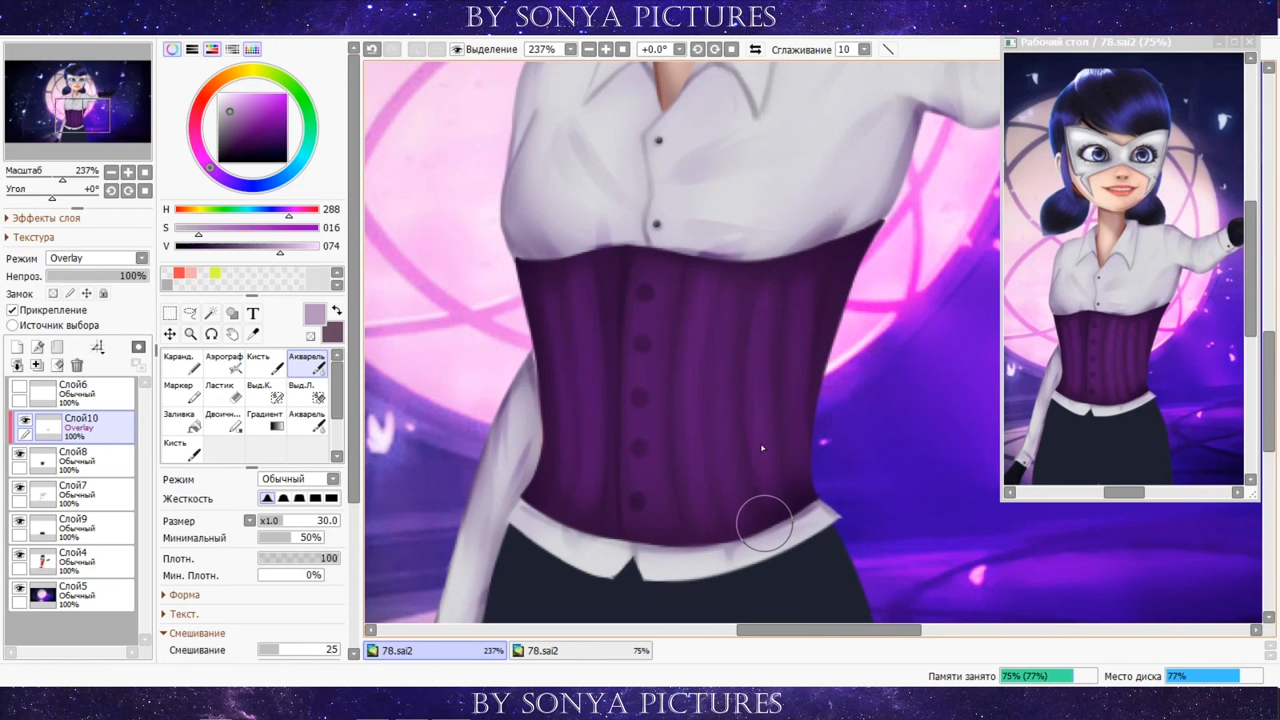 BY SONYA PICTURES
Выделение 237% +0.0° Сглаживание 10
Рабочий стол / 78.sai2 (75%)
Масштаб 237%
Угол +0°
Эффекты слоя
Текстура
Режим Overlay
Непроз. 100%
Замок
Прикрепление
Источник выбора
Слой6
Обычный
100%
Слой10
Overlay
100%
Слой8
Обычный
100%
Слой7
Обычный
100%
Слой9
Обычный
100%
Слой4
Обычный
100%
Слой5
Обычный
100%
H 288
S 016
V 074
T
Каранд. Аэрограф Кисть Акварель
Маркер Ластик Выд.К. Выд.Л.
Заливка Двоичн... Градиент Акварель
Кисть
Режим Обычный
Жесткость
Размер x1.0 30.0
Минимальный 50%
Плотн. 100
Мин. Плотн. 0%
Форма
Текст.
Смешивание
Смешивание 25
78.sai2 237% 78.sai2 75%
Памяти занято 75% (77%) Место диска 77%
BY SONYA PICTURES